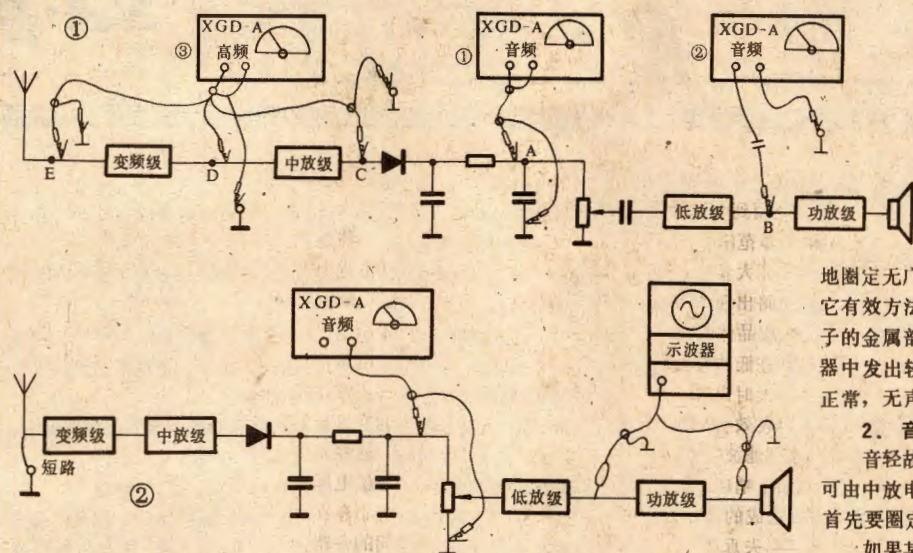 ①
XGD-A
③
高频
XGD-A
①
音频
XGD-A
②
音频
E
变频级
D
中放级
C
A
低放级
B
功放级
地圈定无
它有效方法
子的金属部
器中发出轻
正常，无声
2. 音
音轻故
可由中放电
首先要圈定
如果
XGD-A
音频
示波器
变频级
中放级
短路
②
低放级
功放级